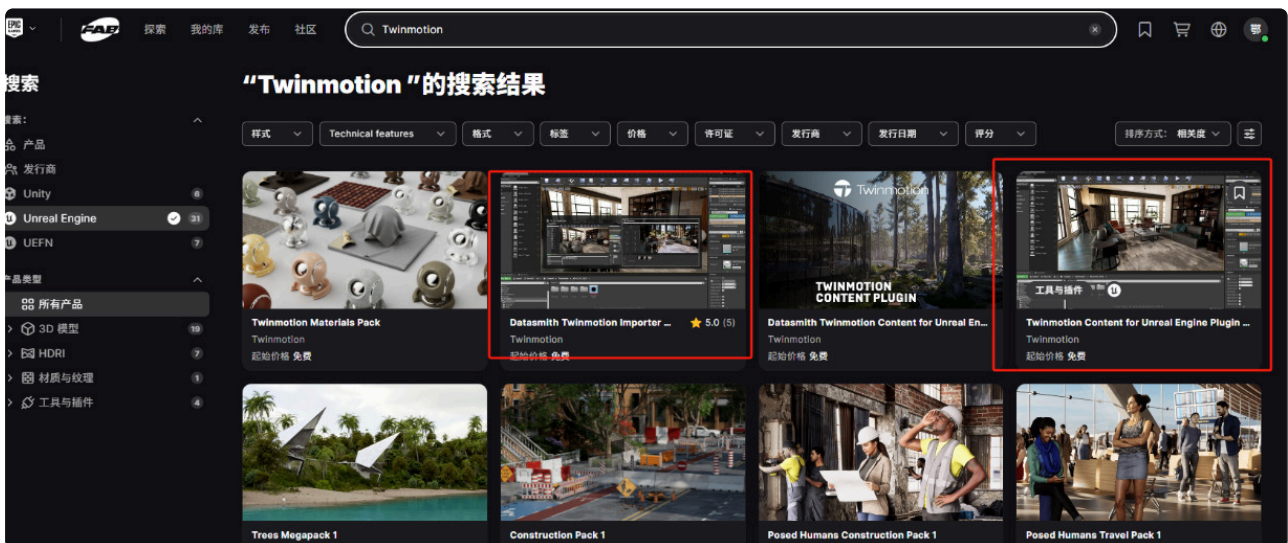 EPIC GAMES
FAB
探索
我的库
发布
社区
Twinmotion
搜索
“Twinmotion ”的搜索结果
样式
Technical features
格式
标签
价格
许可证
发行商
发行日期
评分
排序方式: 相关度
产品
发行商
Unity 6
Unreal Engine 31
UEFN 7
产品类型
所有产品
3D 模型 19
HDRI 7
材质与纹理 1
工具与插件 4
Twinmotion Materials Pack
Twinmotion
起始价格 免费
Datasmith Twinmotion Importer ... 5.0 (5)
Twinmotion
起始价格 免费
Twinmotion
TWINMOTION
CONTENT PLUGIN
Datasmith Twinmotion Content for Unreal En...
Twinmotion
起始价格 免费
工具与插件
Twinmotion Content for Unreal Engine Plugin ...
Twinmotion
起始价格 免费
Trees Megapack 1
Construction Pack 1
Posed Humans Construction Pack 1
Posed Humans Travel Pack 1